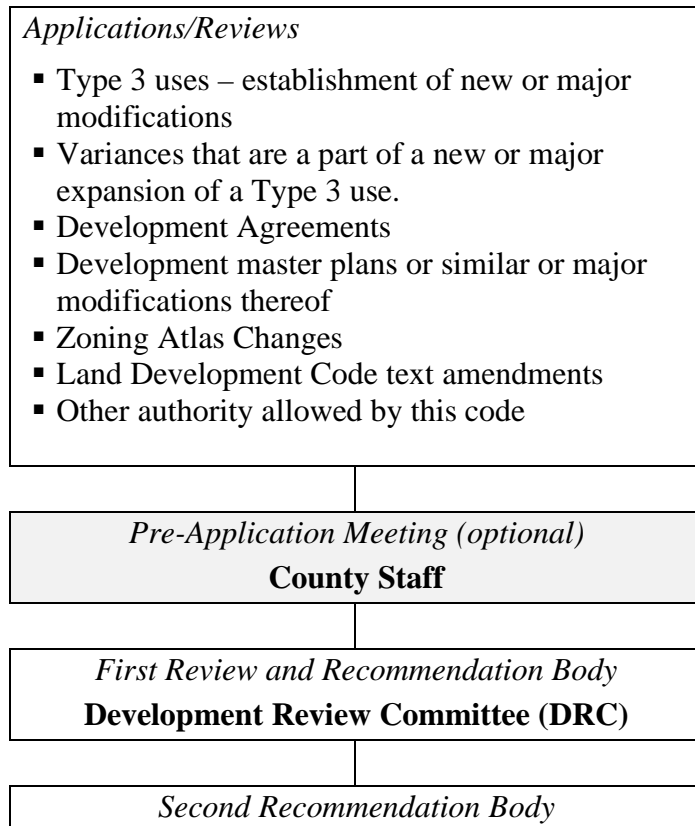 Applications/Reviews
▪ Type 3 uses – establishment of new or major
modifications
▪ Variances that are a part of a new or major
expansion of a Type 3 use.
▪ Development Agreements
▪ Development master plans or similar or major
modifications thereof
▪ Zoning Atlas Changes
▪ Land Development Code text amendments
▪ Other authority allowed by this code
Pre-Application Meeting (optional)
County Staff
First Review and Recommendation Body
Development Review Committee (DRC)
Second Recommendation Body